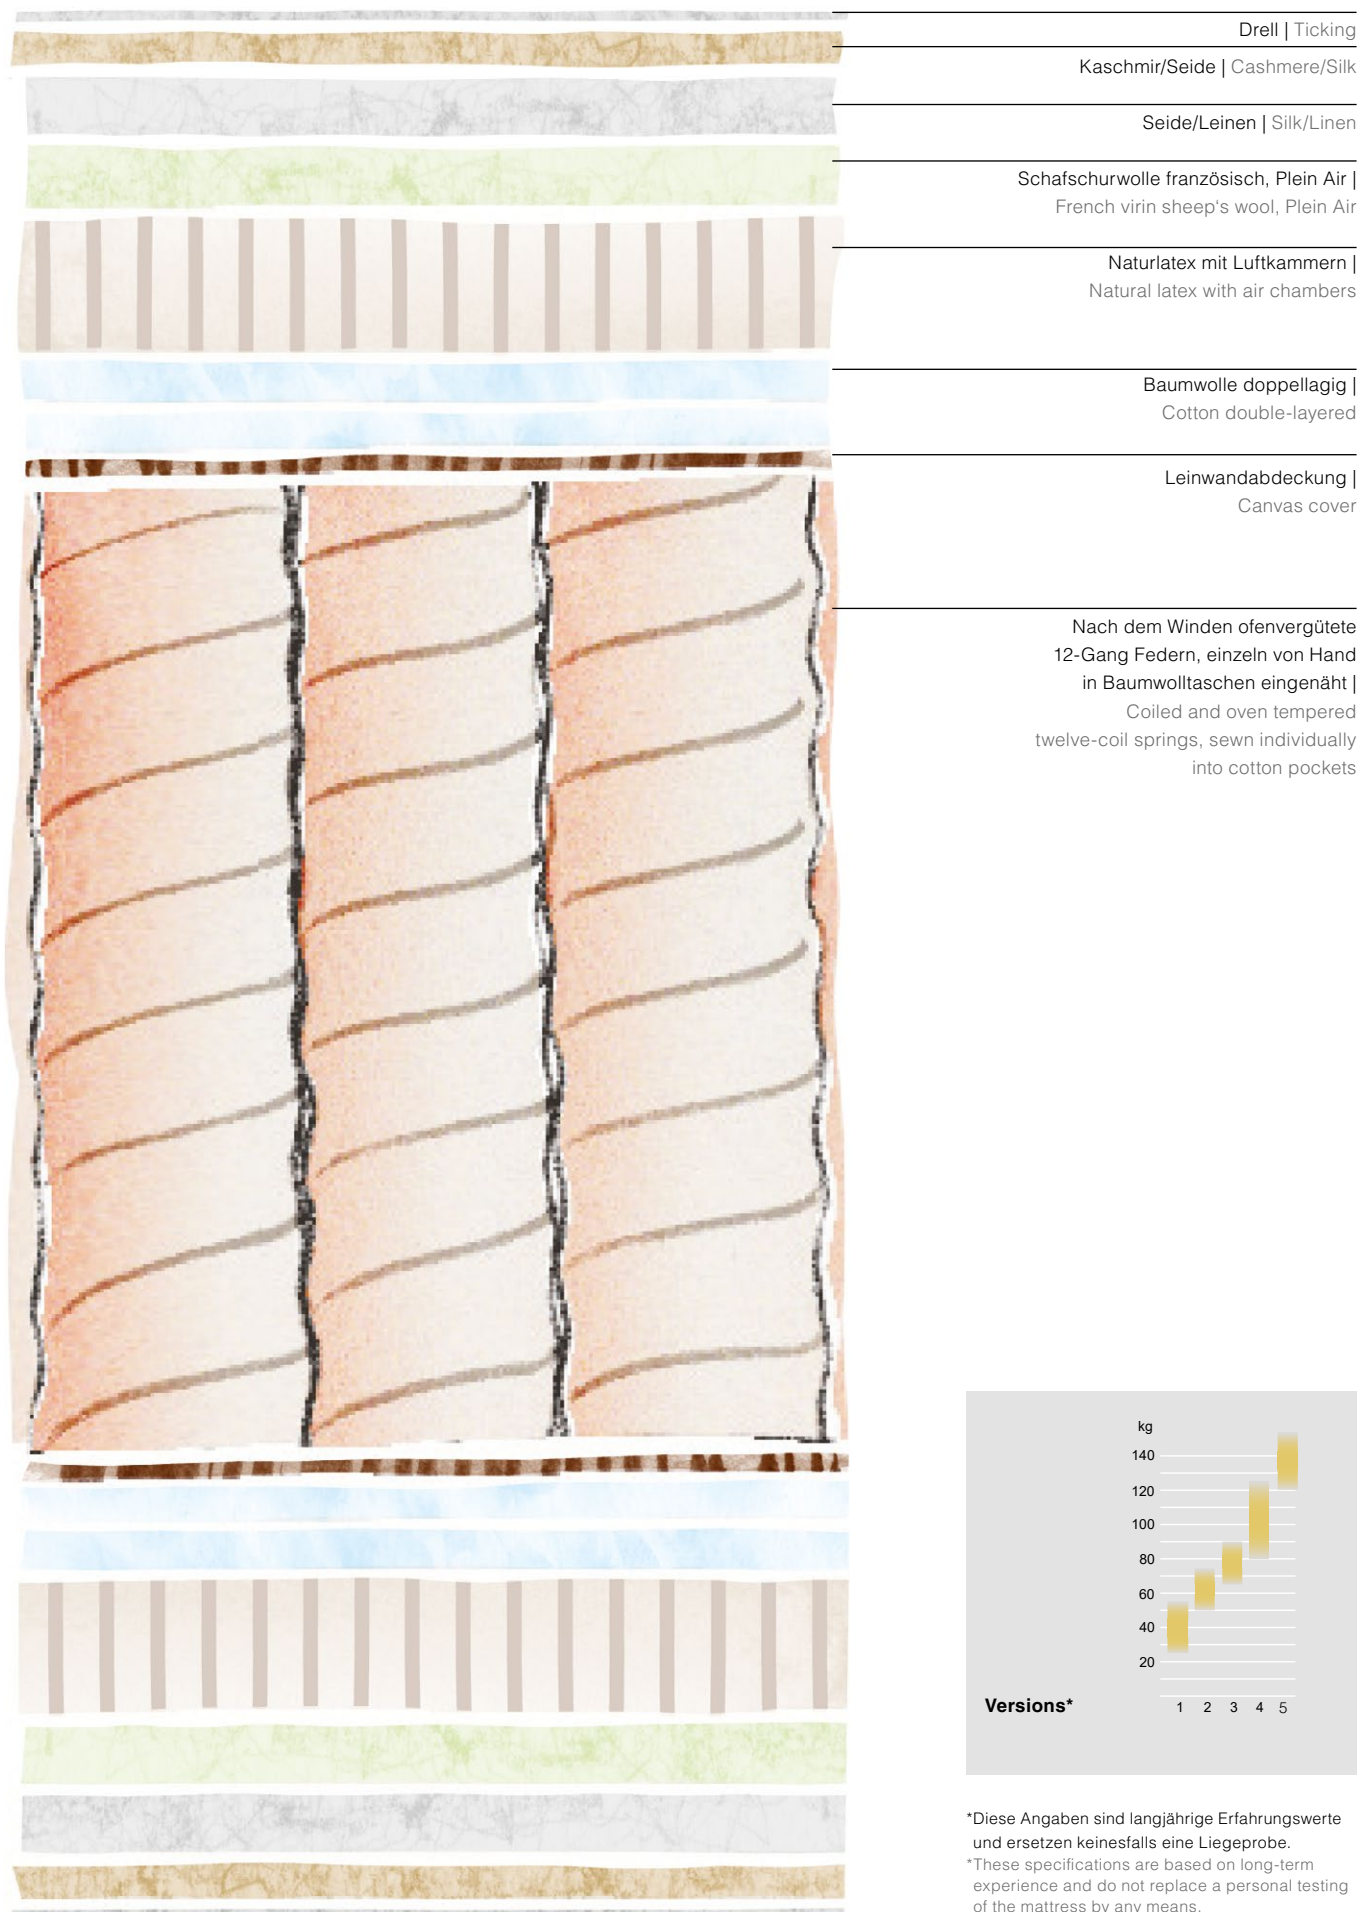 Drell | Ticking
Kaschmir/Seide | Cashmere/Silk
Seide/Leinen | Silk/Linen
Schafschurwolle französisch, Plein Air |
French virin sheep‘s wool, Plein Air
Naturlatex mit Luftkammern |
Natural latex with air chambers
Baumwolle doppellagig |
Cotton double-layered
Leinwandabdeckung |
Canvas cover
Nach dem Winden ofenvergütete
12-Gang Federn, einzeln von Hand
in Baumwolltaschen eingenäht |
Coiled and oven tempered
twelve-coil springs, sewn individually
into cotton pockets
kg
140
120
100
80
60
40
20
Versions* 1 2 3 4 5
*Diese Angaben sind langjährige Erfahrungswerte
und ersetzen keinesfalls eine Liegeprobe.
*These specifications are based on long-term
experience and do not replace a personal testing
of the mattress by any means.